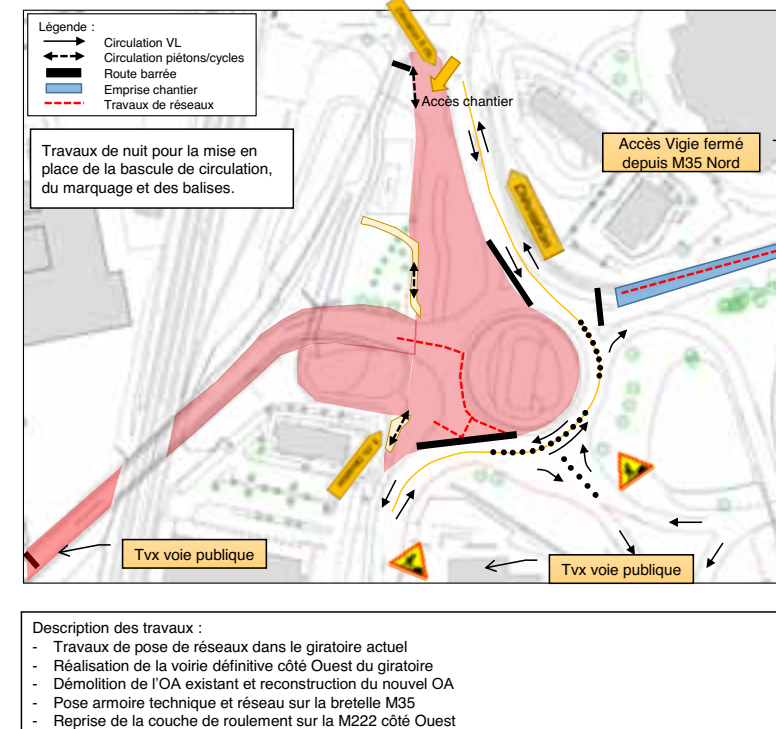 Légende :
Circulation VL
Circulation piétons/cycles
Route barrée
Emprise chantier
Travaux de réseaux
Travaux de nuit pour la mise en
place de la bascule de circulation,
du marquage et des balises.
Accès chantier
Accès Vigie fermé
depuis M35 Nord
Déviation
Tvx voie publique
Tvx voie publique
Description des travaux :
- Travaux de pose de réseaux dans le giratoire actuel
- Réalisation de la voirie définitive côté Ouest du giratoire
- Démolition de l'OA existant et reconstruction du nouvel OA
- Pose armoire technique et réseau sur la bretelle M35
- Reprise de la couche de roulement sur la M222 côté Ouest